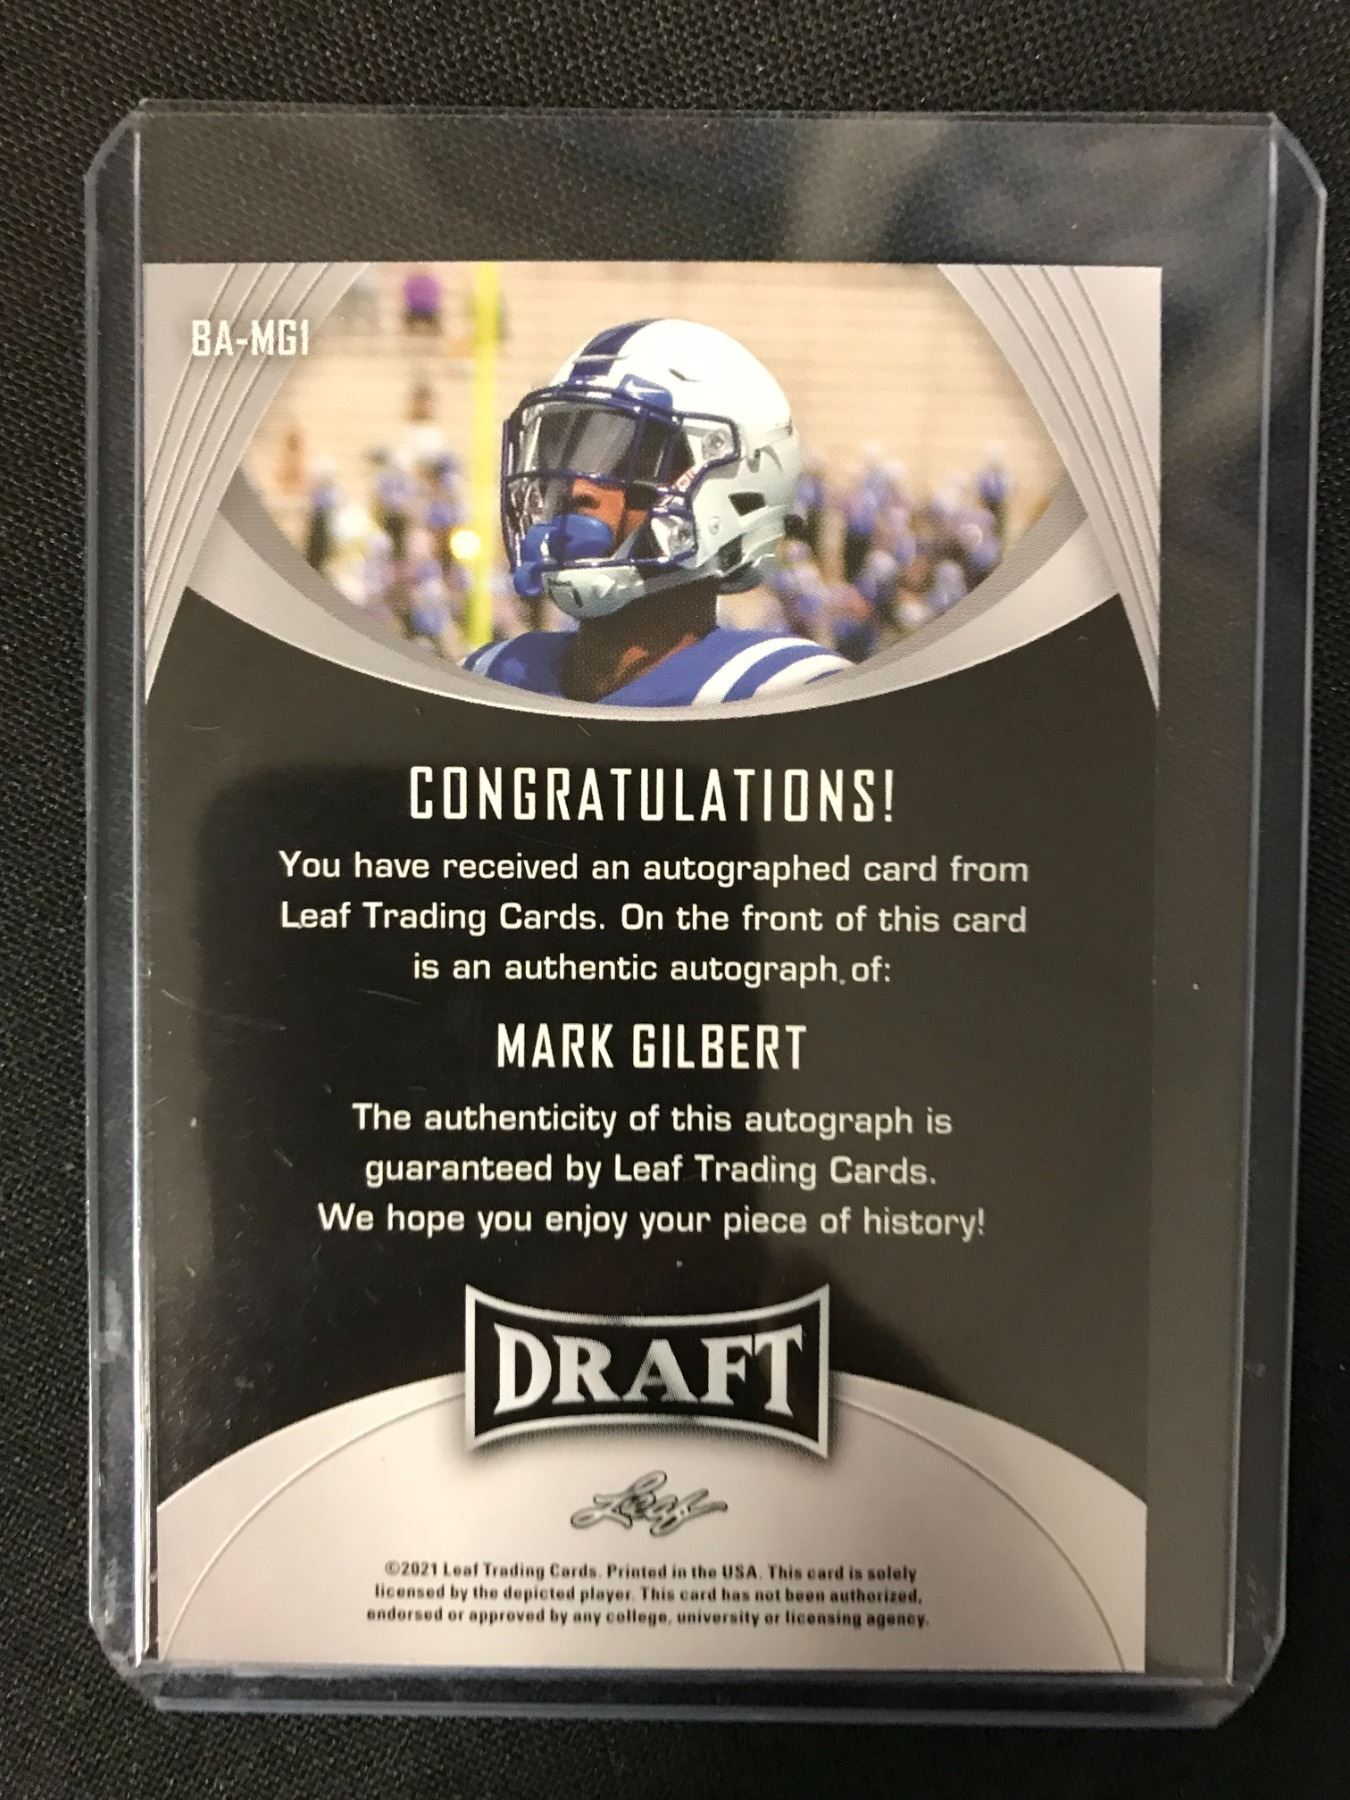 BA-MG1
CONGRATULATIONS!
You have received an autographed card from
Leaf Trading Cards. On the front of this card
is an authentic autograph of:
MARK GILBERT
The authenticity of this autograph is
guaranteed by Leaf Trading Cards.
We hope you enjoy your piece of history!
DRAFT
Leaf
©2021 Leaf Trading Cards. Printed in the USA. This card is solely
licensed by the depicted player. This card has not been authorized,
endorsed or approved by any college, university or licensing agency.